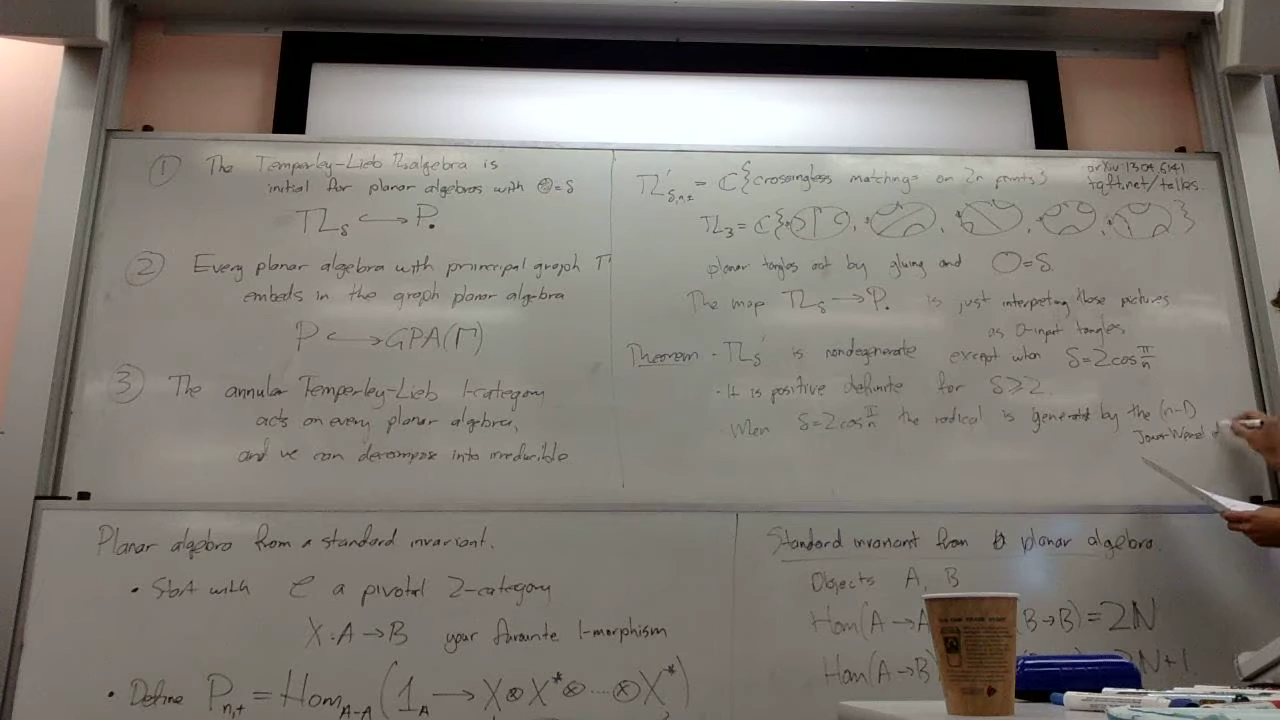 ① The Temperley-Lieb algebra is
initial for planar algebras with ◯=δ
TL_δ ↪ P.
② Every planar algebra with principal graph Γ
embeds in the graph planar algebra
P ↪ GPA(Γ)
③ The annular Temperley-Lieb 1-category
acts on every planar algebra,
and we can decompose into irreducible
arXiv:1304.6141
tqft.net/talks.
TL'_{δ,n,±} = ℂ{crossingless matchings on 2n points}
TL_3 = ℂ{ , , , , }
planar tangles act by gluing and ◯=δ.
The map TL_δ → P. is just interpreting these pictures
as 0-input tangles
Theorem · TL'_δ is nondegenerate except when δ=2cos π/n
· It is positive definite for δ≥2.
· When δ=2cos π/n the radical is generated by the (n-1)
Jones Wenzl
Planar algebra from a standard invariant.
• Start with C a pivotal 2-category
X:A→B your favourite 1-morphism
• Define P_{n,+} = Hom_{A-A}(1_A → X⊗X*⊗...⊗X*)
Standard invariant from planar algebra.
Objects A, B
Hom(A→A (B→B)=2ℕ
Hom(A→B) 2ℕ+1.